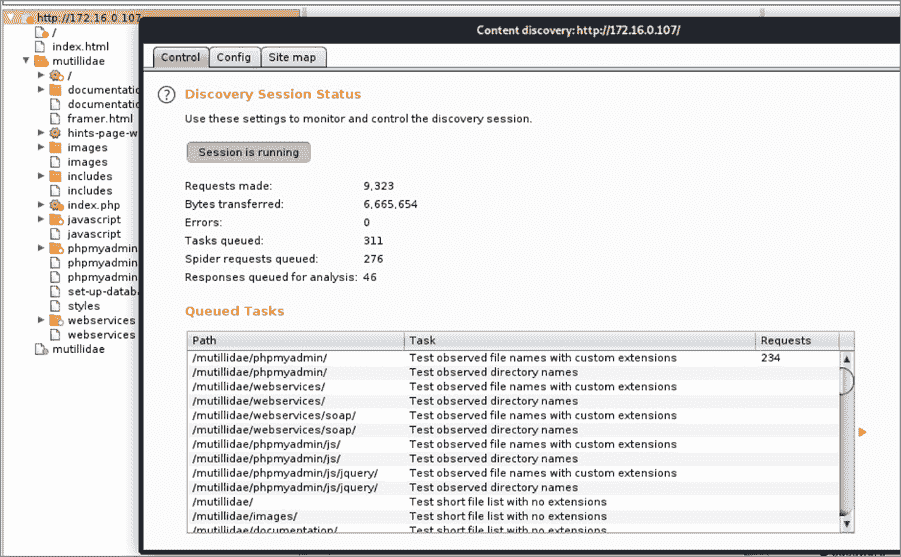 http://172.16.0.107/
/
index.html
mutillidae
/
documentatio
documentatio
framer.html
hints-page-w
images
images
includes
includes
index.php
javascript
javascript
phpmyadmin
phpmyadmin
phpmyadmin
set-up-databa
styles
webservices
webservices
mutillidae
Content discovery: http://172.16.0.107/
Control Config Site map
? Discovery Session Status
Use these settings to monitor and control the discovery session.
Session is running
Requests made: 9,323
Bytes transferred: 6,665,654
Errors: 0
Tasks queued: 311
Spider requests queued: 276
Responses queued for analysis: 46
Queued Tasks
Path Task Requests
/mutillidae/phpmyadmin/ Test observed file names with custom extensions 234
/mutillidae/phpmyadmin/ Test observed directory names
/mutillidae/webservices/ Test observed file names with custom extensions
/mutillidae/webservices/ Test observed directory names
/mutillidae/webservices/soap/ Test observed file names with custom extensions
/mutillidae/webservices/soap/ Test observed directory names
/mutillidae/phpmyadmin/js/ Test observed file names with custom extensions
/mutillidae/phpmyadmin/js/ Test observed directory names
/mutillidae/phpmyadmin/js/jquery/ Test observed file names with custom extensions
/mutillidae/phpmyadmin/js/jquery/ Test observed directory names
/mutillidae/ Test short file list with no extensions
/mutillidae/images/ Test short file list with no extensions
/mutillidae/documentation/ Test short file list with no extensions